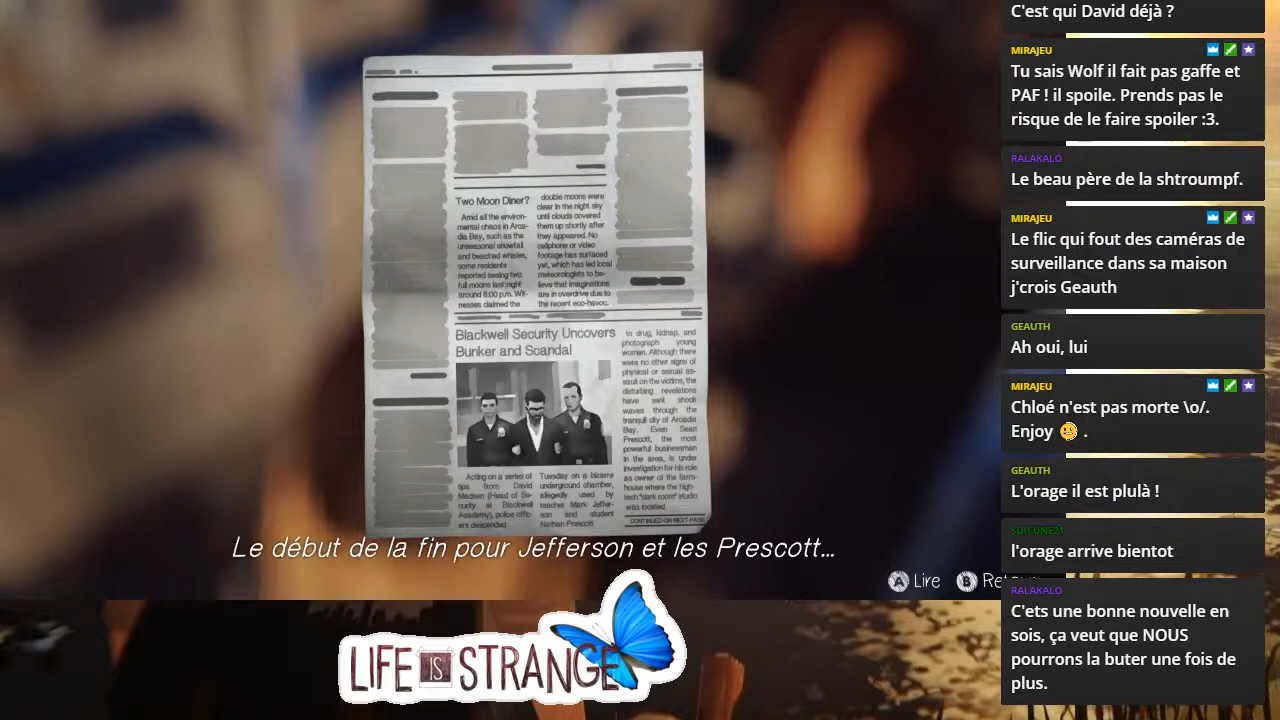 Two Moon Diner?
Amid all the environ-
mental chaos in Arca-
dia Bay, such as the
unseasonal snowfall
and beached whales,
some residents
reported seeing two
full moons last night
around 8:00 p.m. Wit-
nesses claimed the
double moons were
clear in the night sky
until clouds covered
them up shortly after
they appeared. No
cellphone or video
footage has surfaced
yet, which has led local
meteorologists to be-
lieve that imaginations
are in overdrive due to
the recent eco-havoc.
Blackwell Security Uncovers
Bunker and Scandal
Acting on a series of
tips from David
Madsen (Head of Se-
curity at Blackwell
Academy), police offic-
ers descended
Tuesday on a bizarre
underground chamber,
allegedly used by
teacher Mark Jeffer-
son and student
Nathan Prescott
to drug, kidnap, and
photograph young
women. Although there
were no other signs of
physical or sexual as-
sault on the victims, the
disturbing revelations
have sent shock
waves through the
tranquil city of Arcadia
Bay. Even Sean
Prescott, the most
powerful businessman
in the area, is under
investigation for his role
as owner of the farm-
house where the high-
tech "dark room" studio
was located
CONTINUED ON NEXT PAGE
Le début de la fin pour Jefferson et les Prescott...
A Lire B Ret
LIFE IS STRANGE
C'est qui David déjà ?
MIRAJEU
Tu sais Wolf il fait pas gaffe et
PAF ! il spoile. Prends pas le
risque de le faire spoiler :3.
RALAKALO
Le beau père de la shtroumpf.
MIRAJEU
Le flic qui fout des caméras de
surveillance dans sa maison
j'crois Geauth
GEAUTH
Ah oui, lui
MIRAJEU
Chloé n'est pas morte \o/.
Enjoy 😀 .
GEAUTH
L'orage il est plulà !
SUICUNE21
l'orage arrive bientot
RALAKALO
C'ets une bonne nouvelle en
sois, ça veut que NOUS
pourrons la buter une fois de
plus.